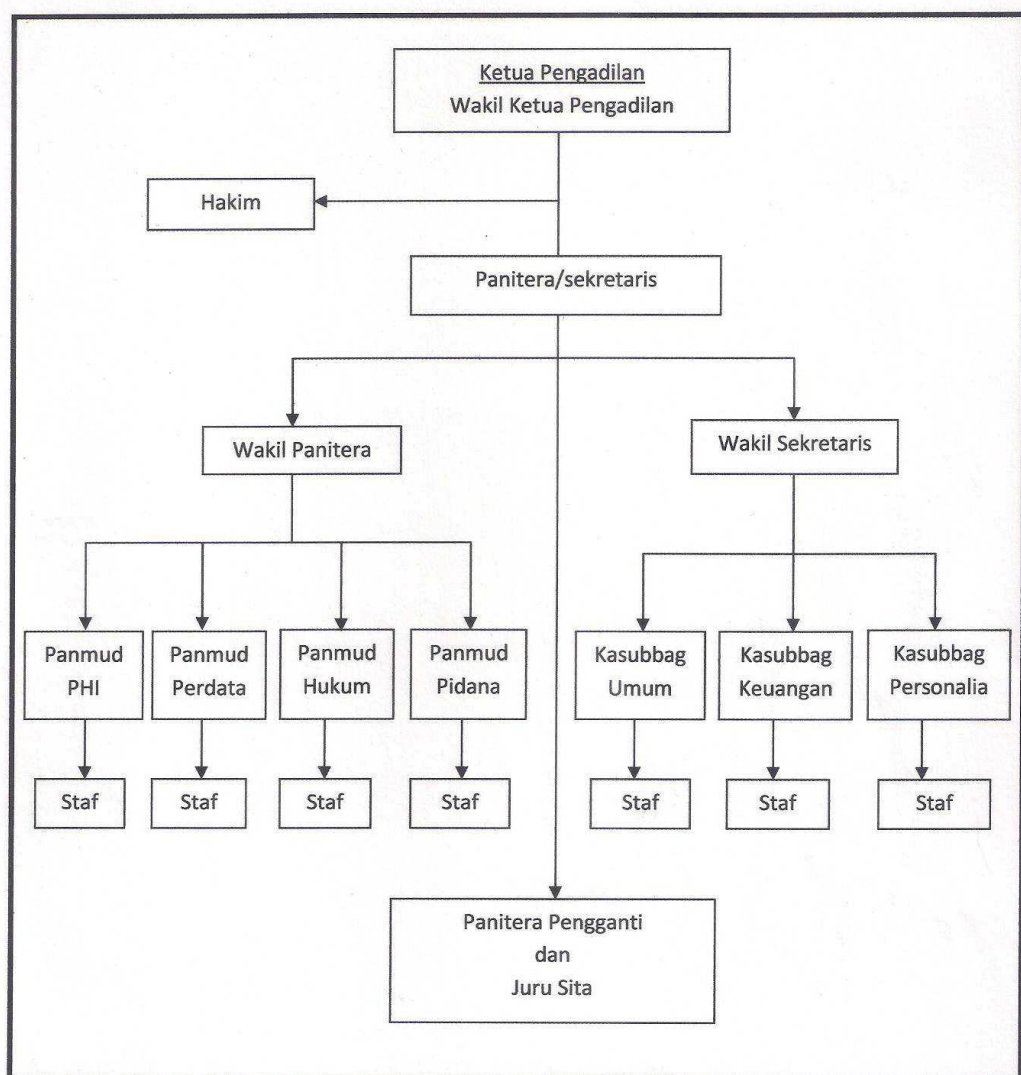 Ketua Pengadilan
Wakil Ketua Pengadilan
Hakim
Panitera/sekretaris
Wakil Panitera
Wakil Sekretaris
Panmud
PHI
Panmud
Perdata
Panmud
Hukum
Panmud
Pidana
Kasubbag
Umum
Kasubbag
Keuangan
Kasubbag
Personalia
Staf
Staf
Staf
Staf
Staf
Staf
Staf
Panitera Pengganti
dan
Juru Sita